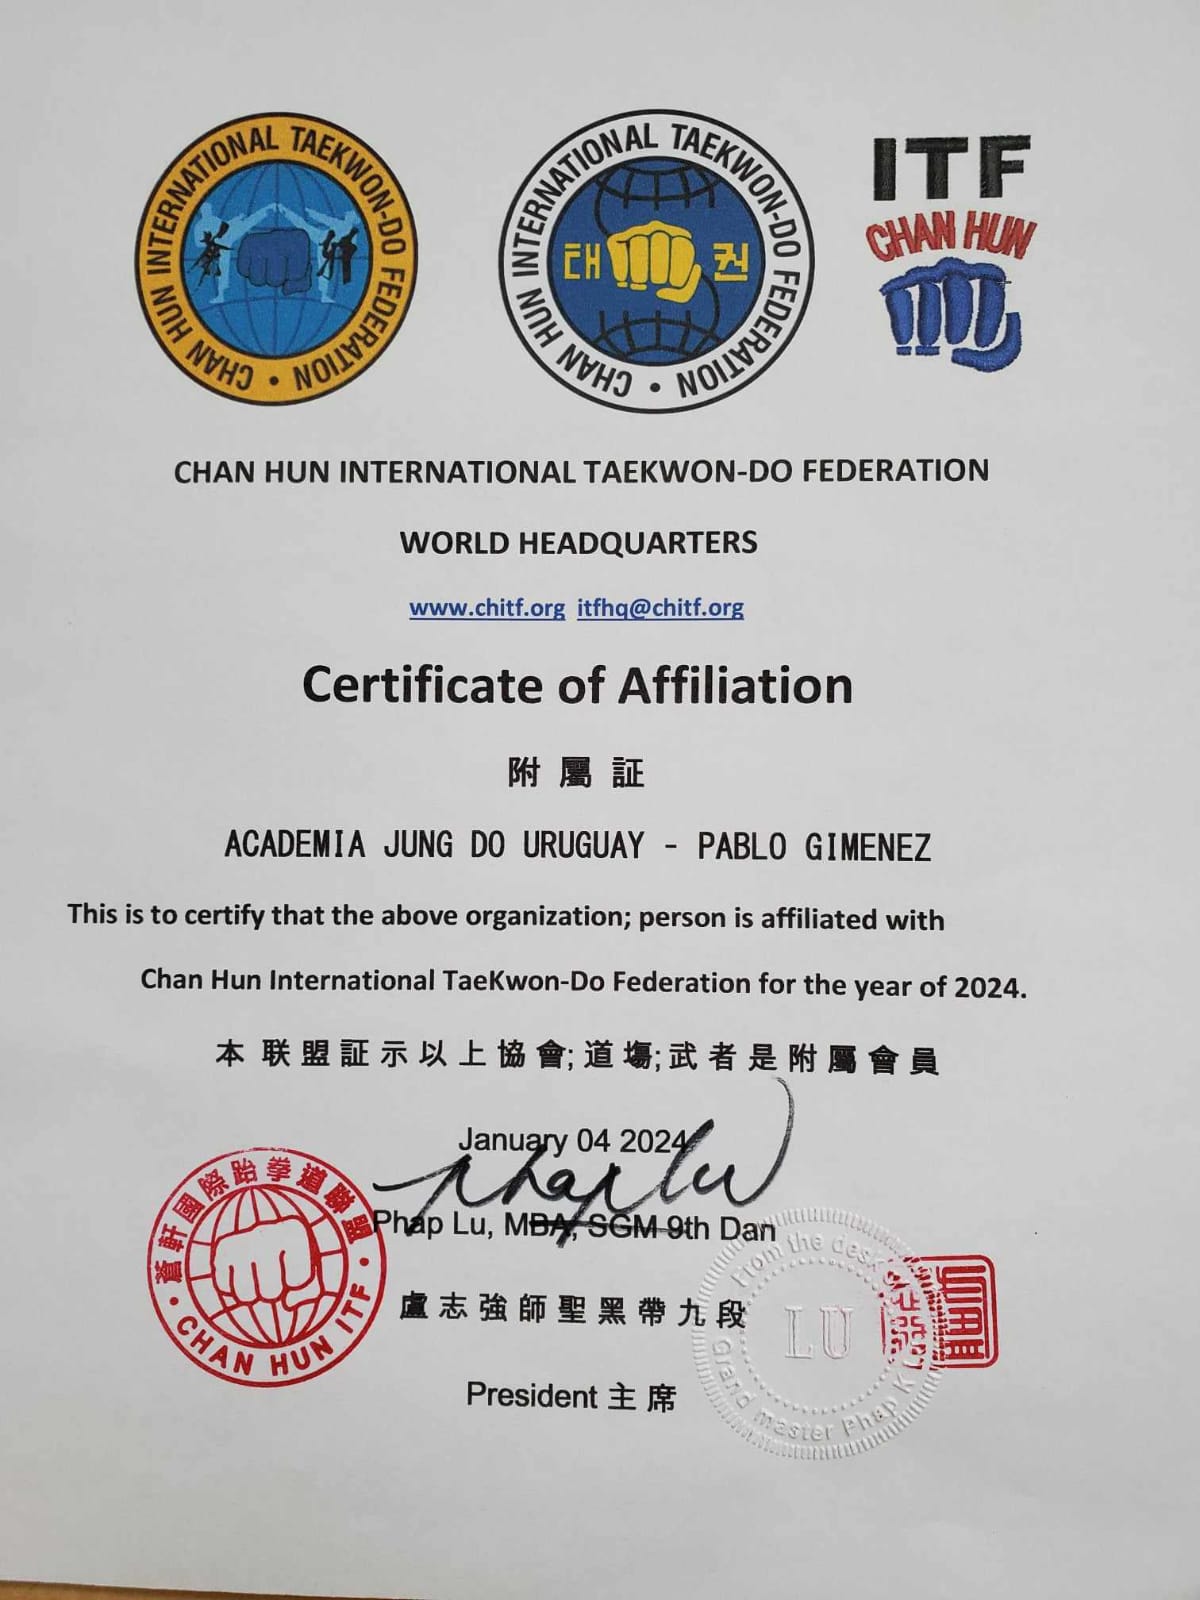 CHAN HUN INTERNATIONAL TAEKWON-DO FEDERATION •
CHAN HUN INTERNATIONAL TAEKWON-DO FEDERATION •
태 권
ITF
CHAN HUN
CHAN HUN INTERNATIONAL TAEKWON-DO FEDERATION
WORLD HEADQUARTERS
www.chitf.org itfhq@chitf.org
Certificate of Affiliation
附屬証
ACADEMIA JUNG DO URUGUAY - PABLO GIMENEZ
This is to certify that the above organization; person is affiliated with
Chan Hun International TaeKwon-Do Federation for the year of 2024.
本联盟証示以上協會;道塲;武者是附屬會員
January 04 2024
Phap Lu
Phap Lu, MBA, SGM 9th Dan
盧志強師聖黑帶九段
President 主席
蒼軒國際跆拳道聯盟
• CHAN HUN ITF •
From the desk
LU
Grand master Phap